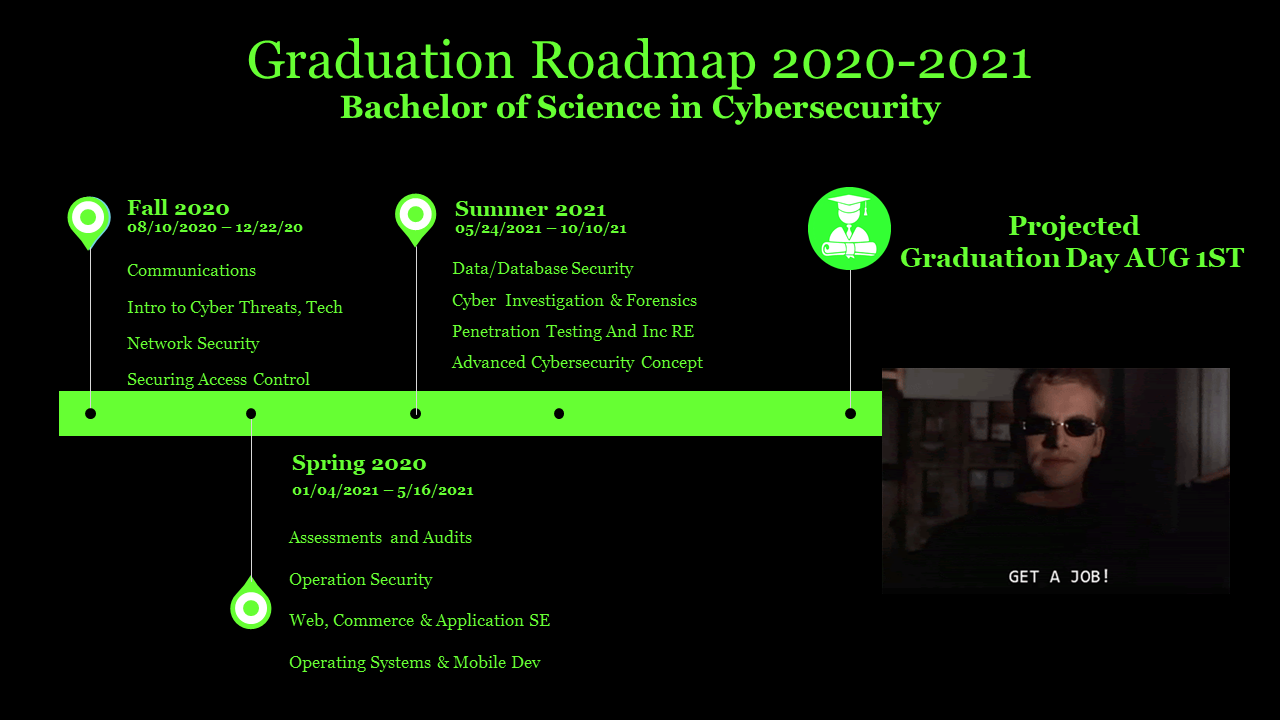 Graduation Roadmap 2020-2021
Bachelor of Science in Cybersecurity
Fall 2020
08/10/2020 – 12/22/20
Communications
Intro to Cyber Threats, Tech
Network Security
Securing Access Control
Summer 2021
05/24/2021 – 10/10/21
Data/Database Security
Cyber Investigation & Forensics
Penetration Testing And Inc RE
Advanced Cybersecurity Concept
Projected
Graduation Day AUG 1ST
Spring 2020
01/04/2021 – 5/16/2021
Assessments and Audits
Operation Security
Web, Commerce & Application SE
Operating Systems & Mobile Dev
GET A JOB!